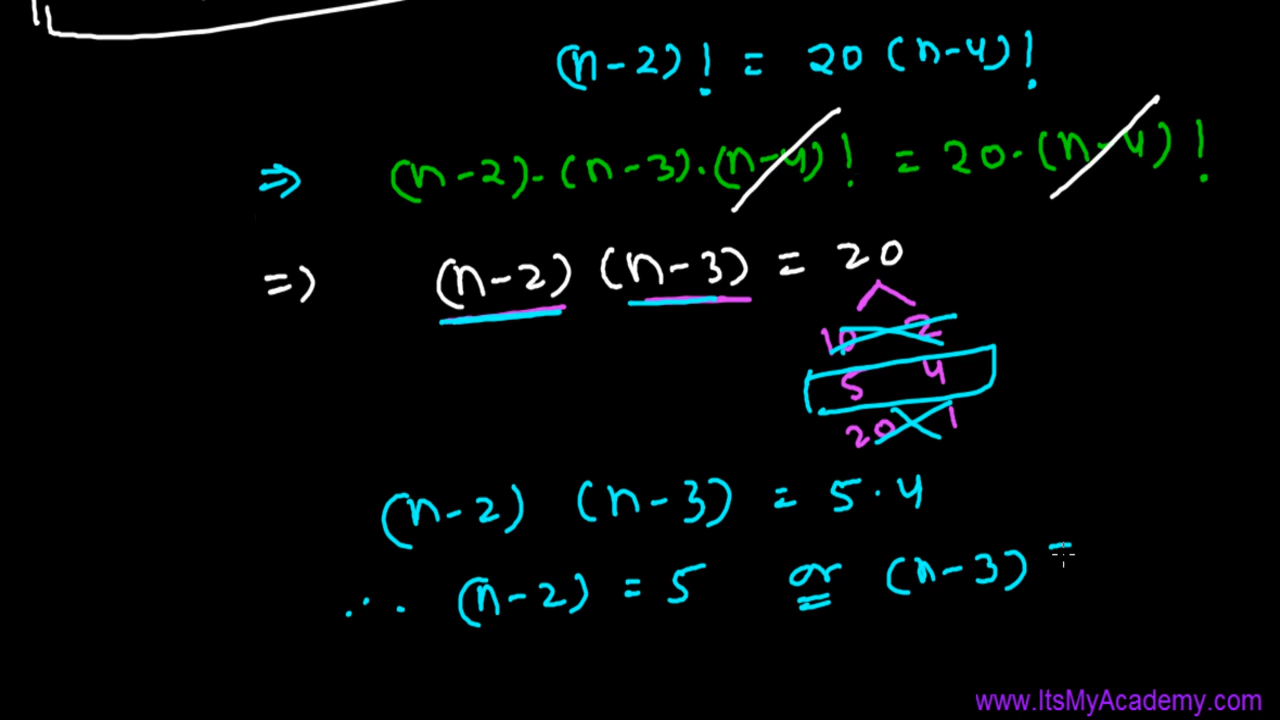 (n-2)! = 20 (n-4)!
⇒ (n-2).(n-3).(n-4)! = 20.(n-4)!
=> (n-2) (n-3) = 20
10 2
5 4
20 1
(n-2) (n-3) = 5.4
∴ (n-2) = 5 or (n-3) =
www.ItsMyAcademy.com